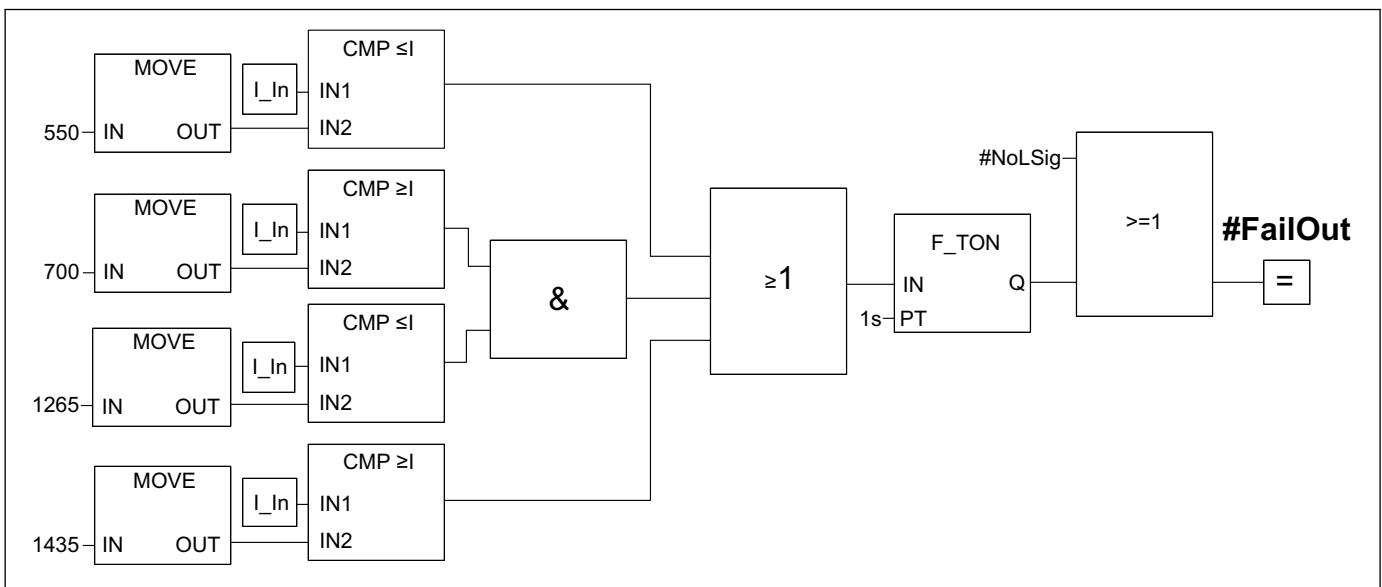 CMP ≤I
MOVE
I_In
IN1
IN2
550
IN
OUT
CMP ≥I
MOVE
I_In
IN1
IN2
700
IN
OUT
CMP ≤I
MOVE
I_In
IN1
IN2
1265
IN
OUT
CMP ≥I
MOVE
I_In
IN1
IN2
1435
IN
OUT
&
≥1
F_TON
IN
Q
1s
PT
#NoLSig
>=1
#FailOut
=